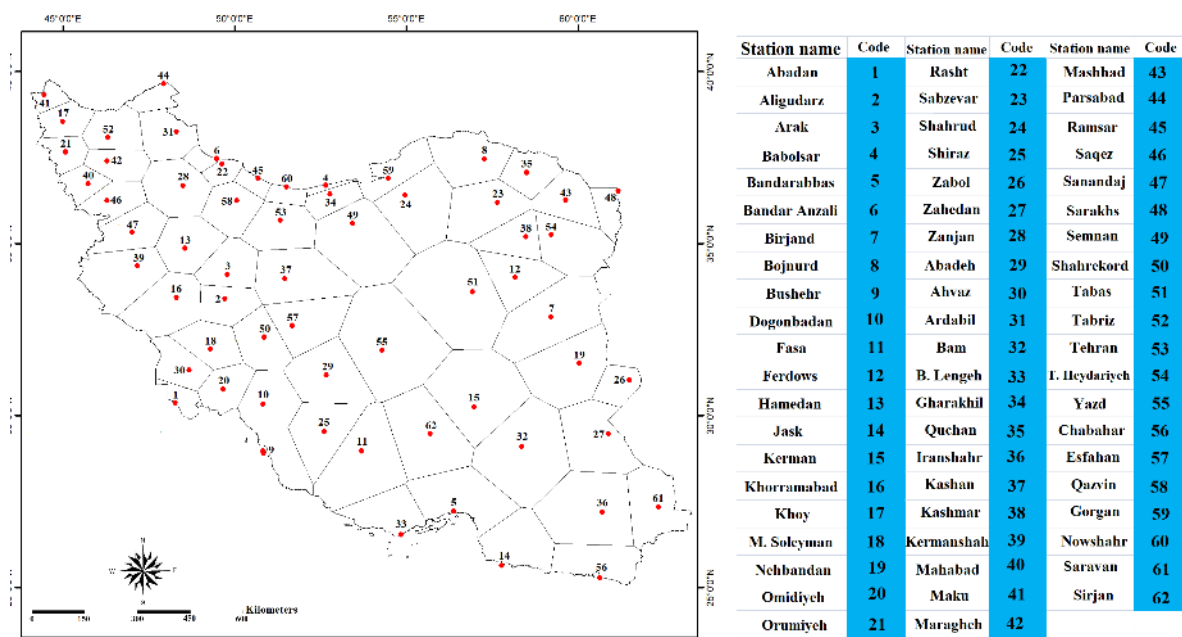 45°0'0"E 50°0'0"E 55°0'0"E 60°0'0"E
44
40°0'0"N
41
17
52 31
21 42 6 22 8
40 28 45 60 4 34 59 35
46 58 24 23 43 48
47 53 49
13 38 54
35°0'0"N
39 3 37 12
16 2 51
57 7
18 50 55
30 29 19
20 26
1 10 15
30°0'0"N
25 62 27
9 11 32
5 36 61
33
14 56
25°0'0"N
N
W E
S
0 150 300 450 600 Kilometers
Station name Code Station name Code Station name Code
Abadan 1 Rasht 22 Mashhad 43
Aligudarz 2 Sabzevar 23 Parsabad 44
Arak 3 Shahrud 24 Ramsar 45
Babolsar 4 Shiraz 25 Saqez 46
Bandarabbas 5 Zabol 26 Sanandaj 47
Bandar Anzali 6 Zahedan 27 Sarakhs 48
Birjand 7 Zanjan 28 Semnan 49
Bojnurd 8 Abadeh 29 Shahrekord 50
Bushehr 9 Ahvaz 30 Tabas 51
Dogonbadan 10 Ardabil 31 Tabriz 52
Fasa 11 Bam 32 Tehran 53
Ferdows 12 B. Lengeh 33 T. Heydariyeh 54
Hamedan 13 Gharakhil 34 Yazd 55
Jask 14 Quchan 35 Chabahar 56
Kerman 15 Iranshahr 36 Esfahan 57
Khorramabad 16 Kashan 37 Qazvin 58
Khoy 17 Kashmar 38 Gorgan 59
M. Soleyman 18 Kermanshah 39 Nowshahr 60
Nehbandan 19 Mahabad 40 Saravan 61
Omidiyeh 20 Maku 41 Sirjan 62
Orumiyeh 21 Maragheh 42